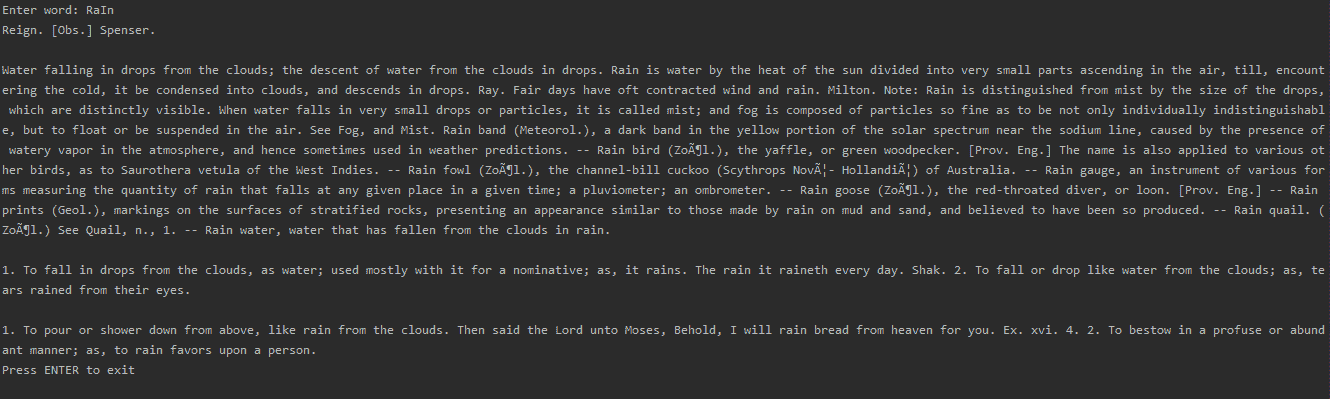 Enter word: RaIn
Reign. [Obs.] Spenser.
Water falling in drops from the clouds; the descent of water from the clouds in drops. Rain is water by the heat of the sun divided into very small parts ascending in the air, till, encount
ering the cold, it be condensed into clouds, and descends in drops. Ray. Fair days have oft contracted wind and rain. Milton. Note: Rain is distinguished from mist by the size of the drops,
 which are distinctly visible. When water falls in very small drops or particles, it is called mist; and fog is composed of particles so fine as to be not only individually indistinguishabl
e, but to float or be suspended in the air. See Fog, and Mist. Rain band (Meteorol.), a dark band in the yellow portion of the solar spectrum near the sodium line, caused by the presence of
 watery vapor in the atmosphere, and hence sometimes used in weather predictions. -- Rain bird (ZoÃ¶l.), the yaffle, or green woodpecker. [Prov. Eng.] The name is also applied to various ot
her birds, as to Saurothera vetula of the West Indies. -- Rain fowl (ZoÃ¶l.), the channel-bill cuckoo (Scythrops NovÃ¦- HollandiÃ¦) of Australia. -- Rain gauge, an instrument of various for
ms measuring the quantity of rain that falls at any given place in a given time; a pluviometer; an ombrometer. -- Rain goose (ZoÃ¶l.), the red-throated diver, or loon. [Prov. Eng.] -- Rain
prints (Geol.), markings on the surfaces of stratified rocks, presenting an appearance similar to those made by rain on mud and sand, and believed to have been so produced. -- Rain quail. (
ZoÃ¶l.) See Quail, n., 1. -- Rain water, water that has fallen from the clouds in rain.
1. To fall in drops from the clouds, as water; used mostly with it for a nominative; as, it rains. The rain it raineth every day. Shak. 2. To fall or drop like water from the clouds; as, te
ars rained from their eyes.
1. To pour or shower down from above, like rain from the clouds. Then said the Lord unto Moses, Behold, I will rain bread from heaven for you. Ex. xvi. 4. 2. To bestow in a profuse or abund
ant manner; as, to rain favors upon a person.
Press ENTER to exit